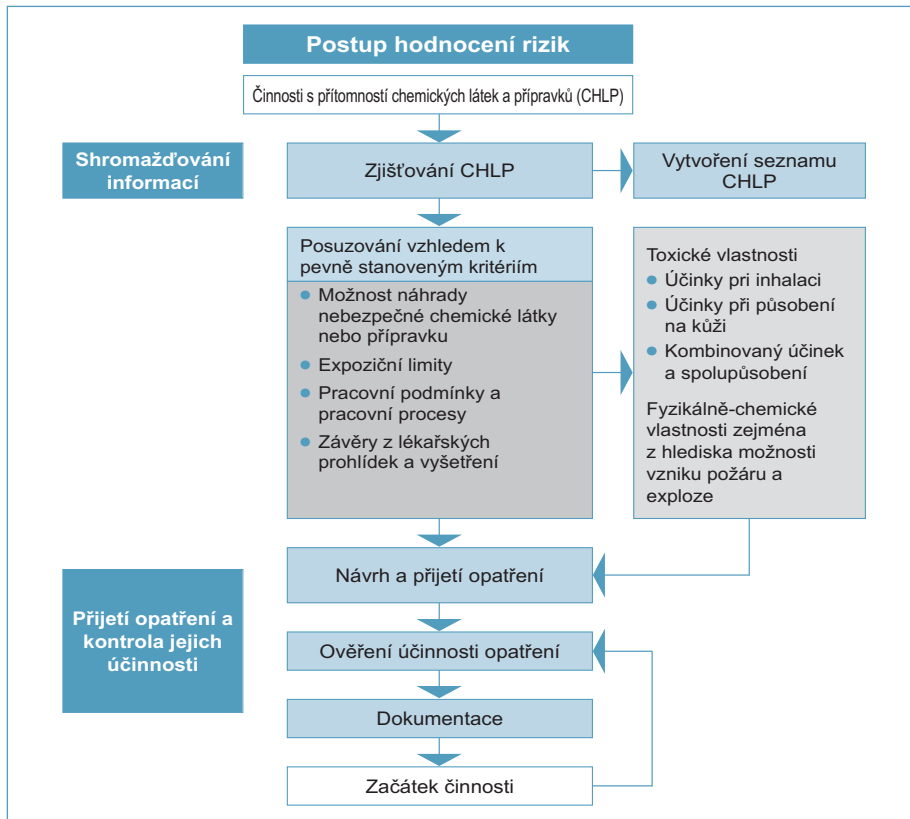 Postup hodnocení rizik
Činnosti s přítomností chemických látek a přípravků (CHLP)
Shromažďování
informací
Zjišťování CHLP
Vytvoření seznamu
CHLP
Posuzování vzhledem k
pevně stanoveným kritériím
● Možnost náhrady
nebezpečné chemické látky
nebo přípravku
● Expoziční limity
● Pracovní podmínky a
pracovní procesy
● Závěry z lékařských
prohlídek a vyšetření
Toxické vlastnosti
● Účinky při inhalaci
● Účinky při působení
na kůži
● Kombinovaný účinek
a spolupůsobení
Fyzikálně-chemické
vlastnosti zejména
z hlediska možnosti
vzniku požáru a
exploze
Přijetí opatření a
kontrola jejich
účinnosti
Návrh a přijetí opatření
Ověření účinnosti opatření
Dokumentace
Začátek činnosti